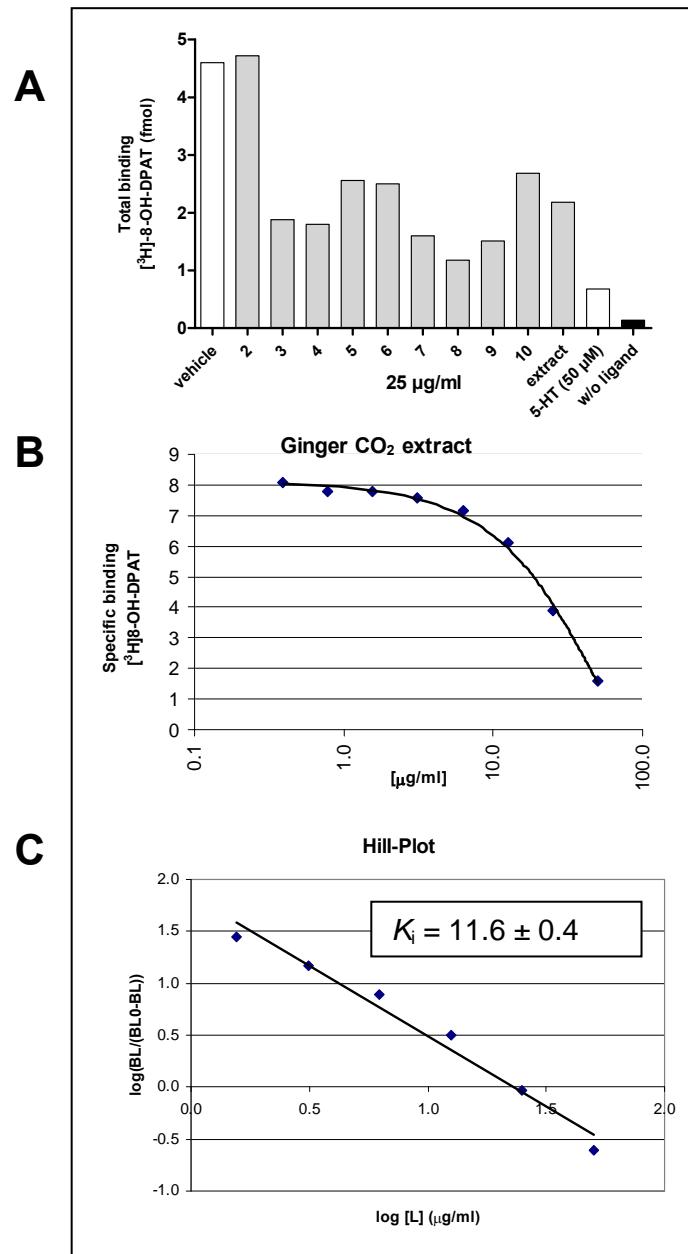 A
Total binding
[³H]-8-OH-DPAT (fmol)
5
4
3
2
1
0
vehicle
2
3
4
5
6
7
8
9
10
extract
5-HT (50 µM)
w/o ligand
25 µg/ml
B
Ginger CO₂ extract
Specific binding
[³H]8-OH-DPAT
9
8
7
6
5
4
3
2
1
0
0.1
1.0
10.0
100.0
[µg/ml]
C
Hill-Plot
Kᵢ = 11.6 ± 0.4
log(BL/(BL0-BL))
2.0
1.5
1.0
0.5
0.0
-0.5
-1.0
0.0
0.5
1.0
1.5
2.0
log [L] (µg/ml)